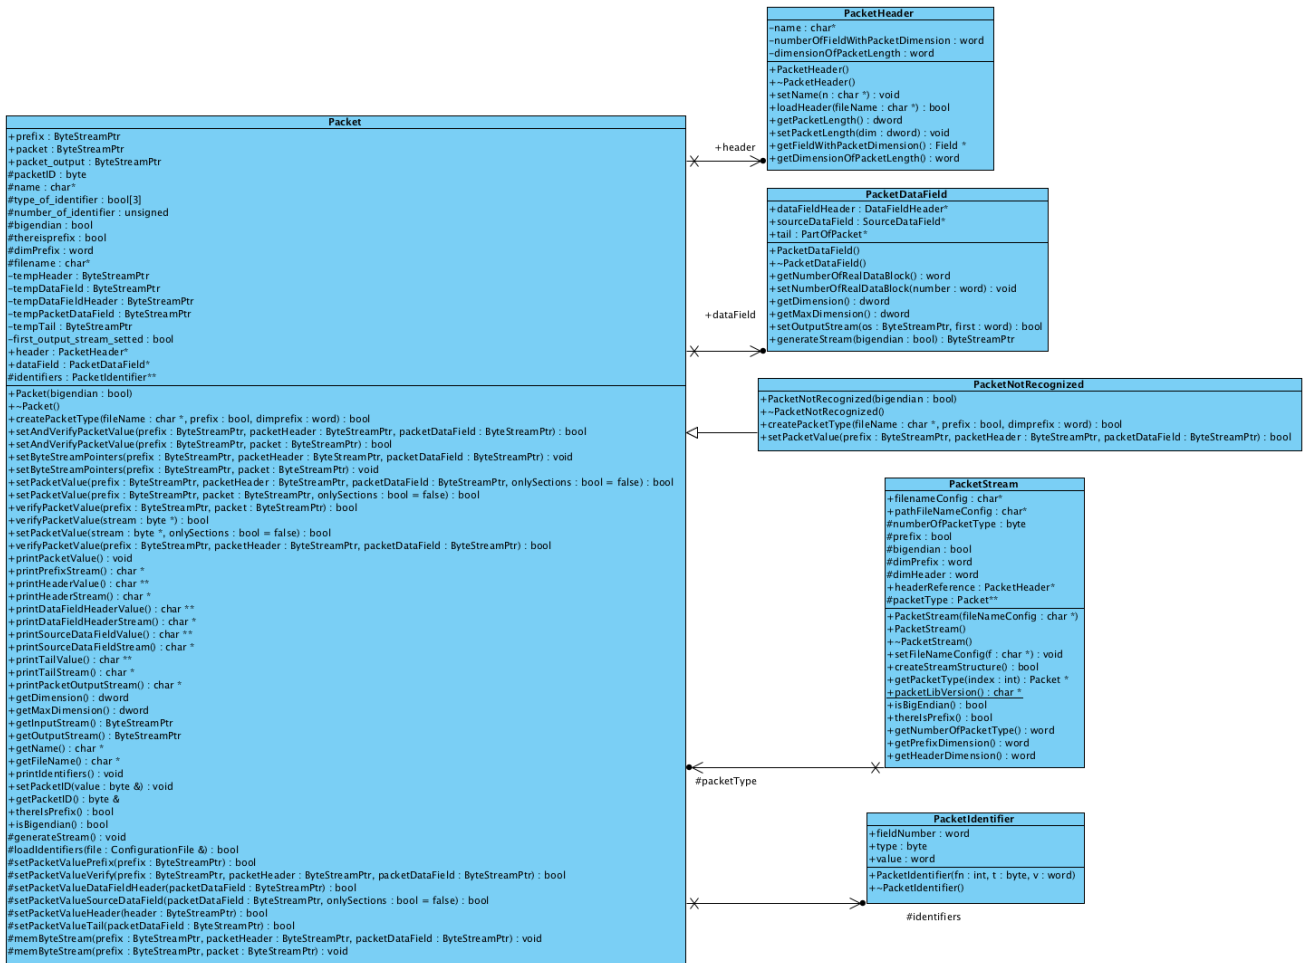 PacketHeader
-name : char*
-numberOfFieldWithPacketDimension : word
-dimensionOfPacketLength : word
+PacketHeader()
+~PacketHeader()
+setName(n : char *) : void
+loadHeader(fileName : char *) : bool
+getPacketLength() : dword
+setPacketLength(dim : dword) : void
+getFieldWithPacketDimension() : Field *
+getDimensionOfPacketLength() : word
Packet
+prefix : ByteStreamPtr
+packet : ByteStreamPtr
+packet_output : ByteStreamPtr
#packetID : byte
#name : char*
#type_of_identifier : bool[3]
#number_of_identifier : unsigned
#bigendian : bool
#thereisprefix : bool
#dimPrefix : word
#filename : char*
-tempHeader : ByteStreamPtr
-tempDataField : ByteStreamPtr
-tempDataFieldHeader : ByteStreamPtr
-tempPacketDataField : ByteStreamPtr
-tempTail : ByteStreamPtr
-first_output_stream_setted : bool
+header : PacketHeader*
+dataField : PacketDataField*
#identifiers : PacketIdentifier**
+Packet(bigendian : bool)
+~Packet()
+createPacketType(fileName : char *, prefix : bool, dimprefix : word) : bool
+setAndVerifyPacketValue(prefix : ByteStreamPtr, packetHeader : ByteStreamPtr, packetDataField : ByteStreamPtr) : bool
+setAndVerifyPacketValue(prefix : ByteStreamPtr, packet : ByteStreamPtr) : bool
+setByteStreamPointers(prefix : ByteStreamPtr, packetHeader : ByteStreamPtr, packetDataField : ByteStreamPtr) : void
+setByteStreamPointers(prefix : ByteStreamPtr, packet : ByteStreamPtr) : void
+setPacketValue(prefix : ByteStreamPtr, packetHeader : ByteStreamPtr, packetDataField : ByteStreamPtr, onlySections : bool = false) : bool
+setPacketValue(prefix : ByteStreamPtr, packet : ByteStreamPtr, onlySections : bool = false) : bool
+verifyPacketValue(prefix : ByteStreamPtr, packet : ByteStreamPtr) : bool
+verifyPacketValue(stream : byte *) : bool
+setPacketValue(stream : byte *, onlySections : bool = false) : bool
+verifyPacketValue(prefix : ByteStreamPtr, packetHeader : ByteStreamPtr, packetDataField : ByteStreamPtr) : bool
+printPacketValue() : void
+printPrefixStream() : char *
+printHeaderValue() : char **
+printHeaderStream() : char *
+printDataFieldHeaderValue() : char **
+printDataFieldHeaderStream() : char *
+printSourceDataFieldValue() : char **
+printSourceDataFieldStream() : char *
+printTailValue() : char **
+printTailStream() : char *
+printPacketOutputStream() : char *
+getDimension() : dword
+getMaxDimension() : dword
+getInputStream() : ByteStreamPtr
+getOutputStream() : ByteStreamPtr
+getName() : char *
+getFileName() : char *
+printIdentifiers() : void
+setPacketID(value : byte &) : void
+getPacketID() : byte &
+thereIsPrefix() : bool
+isBigendian() : bool
#generateStream() : void
#loadIdentifiers(file : ConfigurationFile &) : bool
#setPacketValuePrefix(prefix : ByteStreamPtr) : bool
#setPacketValueVerify(prefix : ByteStreamPtr, packetHeader : ByteStreamPtr, packetDataField : ByteStreamPtr) : bool
#setPacketValueDataFieldHeader(packetDataField : ByteStreamPtr) : bool
#setPacketValueSourceDataField(packetDataField : ByteStreamPtr, onlySections : bool = false) : bool
#setPacketValueHeader(header : ByteStreamPtr) : bool
#setPacketValueTail(packetDataField : ByteStreamPtr) : bool
#memByteStream(prefix : ByteStreamPtr, packetHeader : ByteStreamPtr, packetDataField : ByteStreamPtr) : void
#memByteStream(prefix : ByteStreamPtr, packet : ByteStreamPtr) : void
+header
PacketDataField
+dataFieldHeader : DataFieldHeader*
+sourceDataField : SourceDataField*
+tail : PartOfPacket*
+PacketDataField()
+~PacketDataField()
+getNumberOfRealDataBlock() : word
+setNumberOfRealDataBlock(number : word) : void
+getDimension() : dword
+getMaxDimension() : dword
+setOutputStream(os : ByteStreamPtr, first : word) : bool
+generateStream(bigendian : bool) : ByteStreamPtr
+dataField
PacketNotRecognized
+PacketNotRecognized(bigendian : bool)
+~PacketNotRecognized()
+createPacketType(fileName : char *, prefix : bool, dimprefix : word) : bool
+setPacketValue(prefix : ByteStreamPtr, packetHeader : ByteStreamPtr, packetDataField : ByteStreamPtr) : bool
PacketStream
+filenameConfig : char*
+pathFileNameConfig : char*
#numberOfPacketType : byte
#prefix : bool
#bigendian : bool
#dimPrefix : word
#dimHeader : word
+headerReference : PacketHeader*
#packetType : Packet**
+PacketStream(fileNameConfig : char *)
+PacketStream()
+~PacketStream()
+setFileNameConfig(f : char *) : void
+createStreamStructure() : bool
+getPacketType(index : int) : Packet *
+packetLibVersion() : char *
+isBigEndian() : bool
+thereIsPrefix() : bool
+getNumberOfPacketType() : word
+getPrefixDimension() : word
+getHeaderDimension() : word
#packetType
PacketIdentifier
+fieldNumber : word
+type : byte
+value : word
+PacketIdentifier(fn : int, t : byte, v : word)
+~PacketIdentifier()
#identifiers